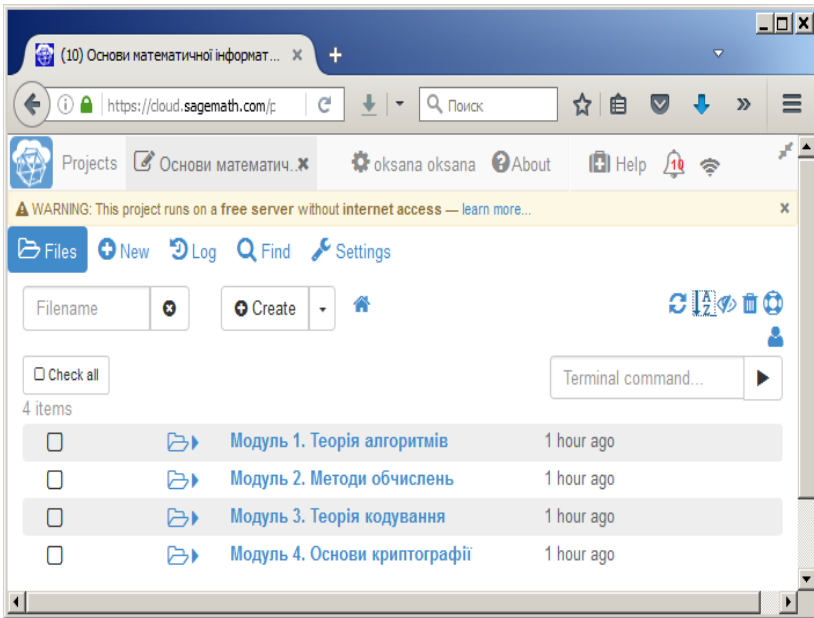 (10) Основи математичної інформат...
https://cloud.sagemath.com/p
Поиск
Projects Основи математич.. oksana oksana About Help 10
WARNING: This project runs on a free server without internet access — learn more...
Files New Log Find Settings
Filename Create
Check all Terminal command...
4 items
Модуль 1. Теорія алгоритмів 1 hour ago
Модуль 2. Методи обчислень 1 hour ago
Модуль 3. Теорія кодування 1 hour ago
Модуль 4. Основи криптографії 1 hour ago